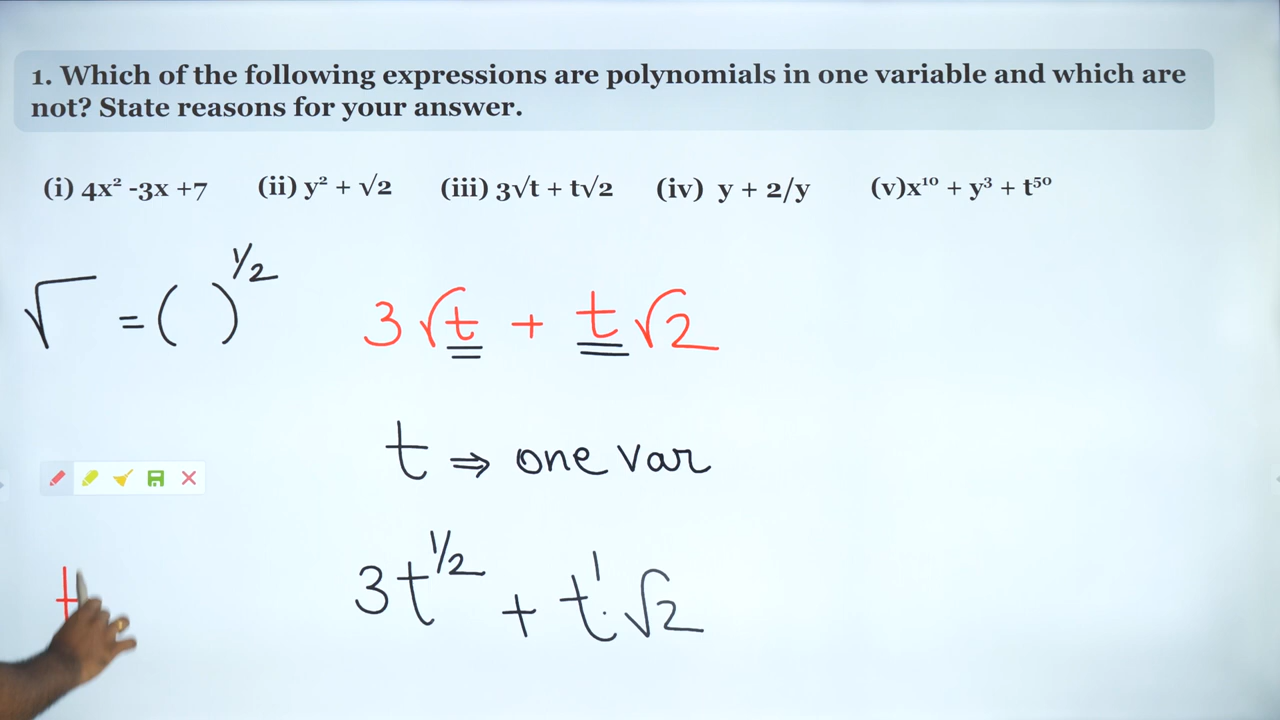 1. Which of the following expressions are polynomials in one variable and which are
not? State reasons for your answer.
(i) 4x² -3x +7 (ii) y² + √2 (iii) 3√t + t√2 (iv) y + 2/y (v)x¹⁰ + y³ + t⁵⁰
√ = ( )^1/2 3√t + t√2
t ⇒ one var
3t^1/2 + t^1.√2
t